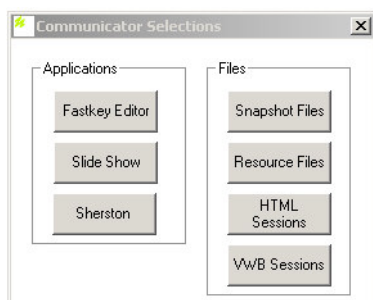 Communicator Selections
Applications
Fastkey Editor
Slide Show
Sherston
Files
Snapshot Files
Resource Files
HTML
Sessions
VWB Sessions